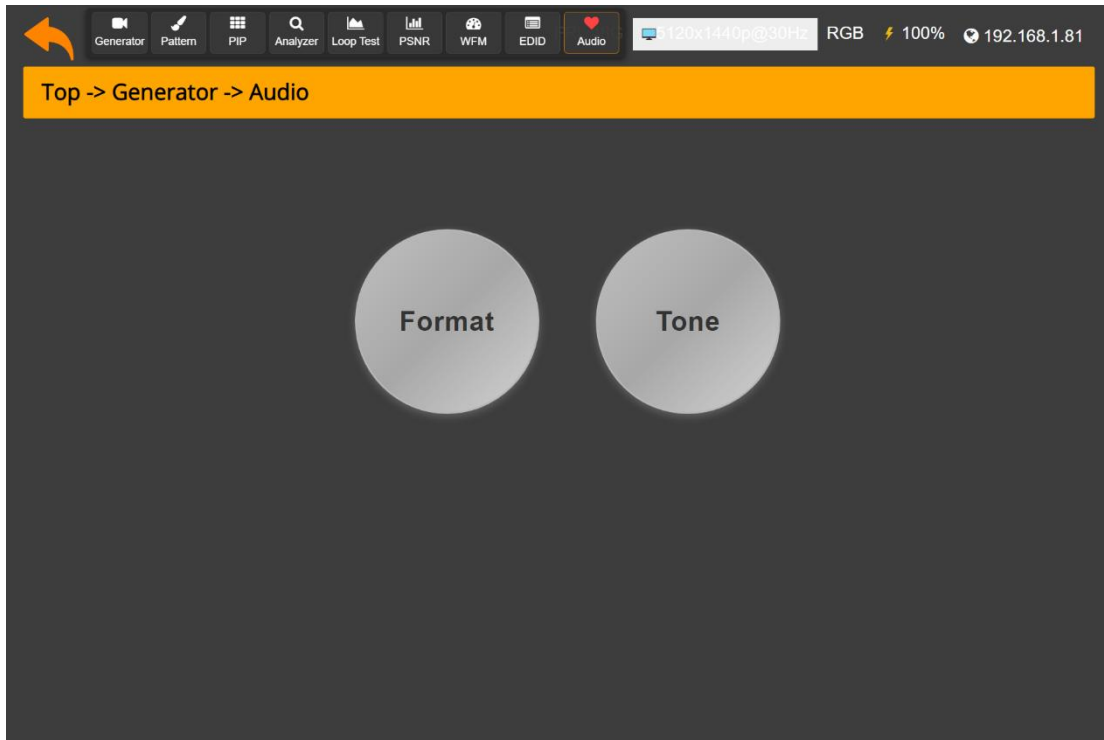 Generator Pattern PIP Analyzer Loop Test PSNR WFM EDID Audio 5120x1440p@30Hz RGB 100% 192.168.1.81
Top -> Generator -> Audio
Format Tone